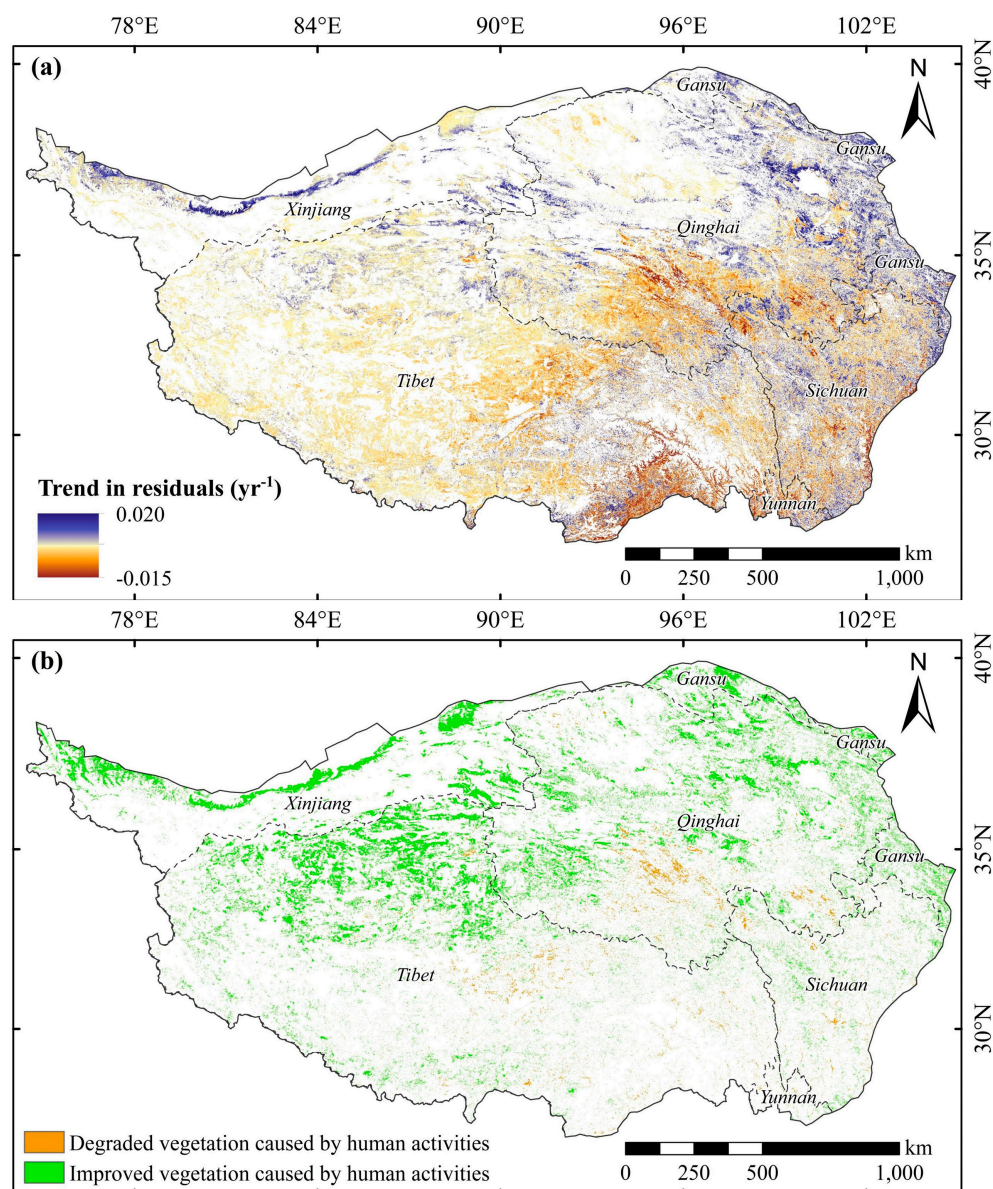 78°E 84°E 90°E 96°E 102°E
(a)
N
40°N
Gansu
Gansu
Xinjiang
Qinghai
35°N
Gansu
Tibet
Sichuan
30°N
Trend in residuals (yr-1)
0.020
-0.015
Yunnan
km
0 250 500 1,000
78°E 84°E 90°E 96°E 102°E
(b)
N
40°N
Gansu
Gansu
Xinjiang
Qinghai
35°N
Gansu
Tibet
Sichuan
30°N
Yunnan
Degraded vegetation caused by human activities
km
Improved vegetation caused by human activities
0 250 500 1,000